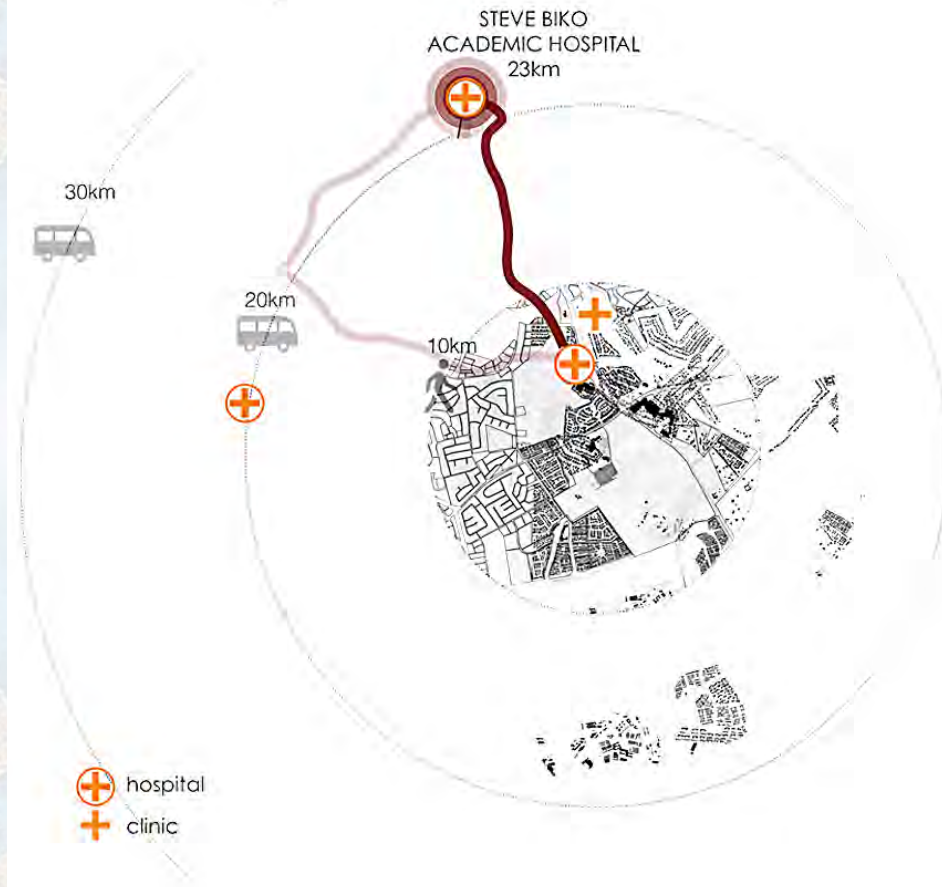 STEVE BIKO
ACADEMIC HOSPITAL
23km
30km
20km
10km
hospital
clinic